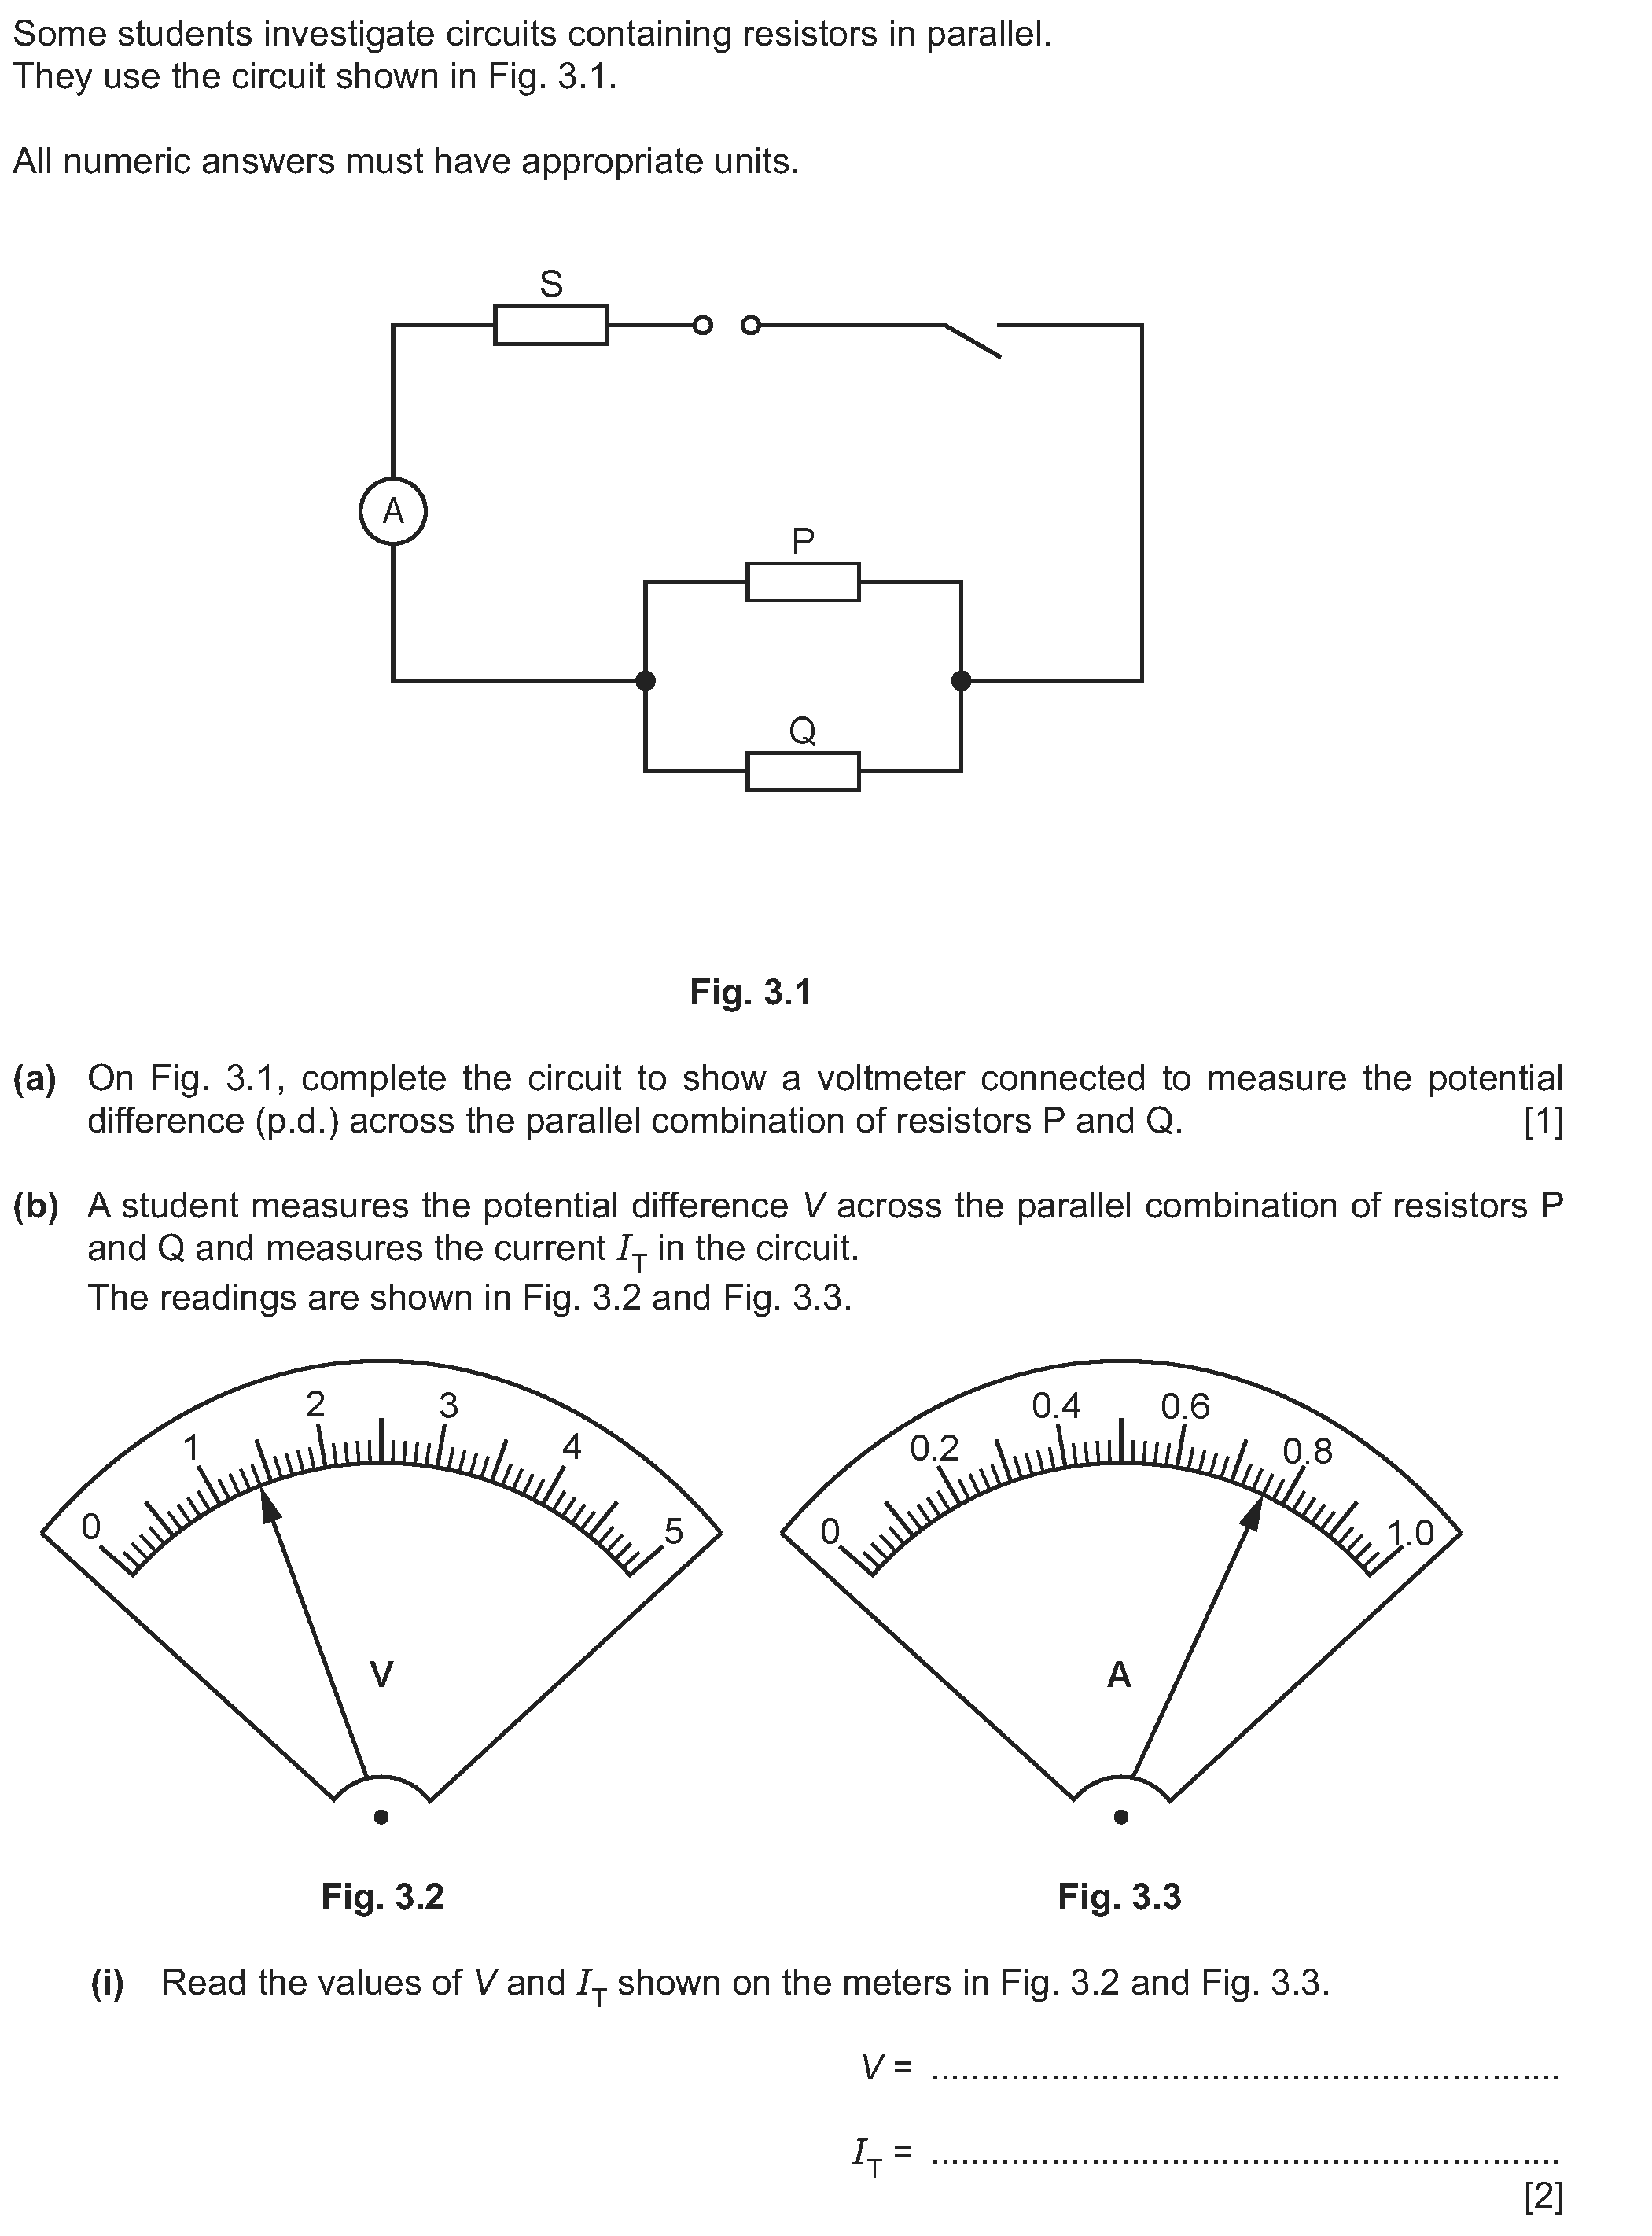 Some students investigate circuits containing resistors in parallel.
They use the circuit shown in Fig. 3.1.
All numeric answers must have appropriate units.
S
A
P
Q
Fig. 3.1
(a) On Fig. 3.1, complete the circuit to show a voltmeter connected to measure the potential
difference (p.d.) across the parallel combination of resistors P and Q. [1]
(b) A student measures the potential difference V across the parallel combination of resistors P
and Q and measures the current I_T in the circuit.
The readings are shown in Fig. 3.2 and Fig. 3.3.
0 1 2 3 4 5
V
Fig. 3.2
0 0.2 0.4 0.6 0.8 1.0
A
Fig. 3.3
(i) Read the values of V and I_T shown on the meters in Fig. 3.2 and Fig. 3.3.
V = ...............................................................
I_T = ...............................................................
[2]